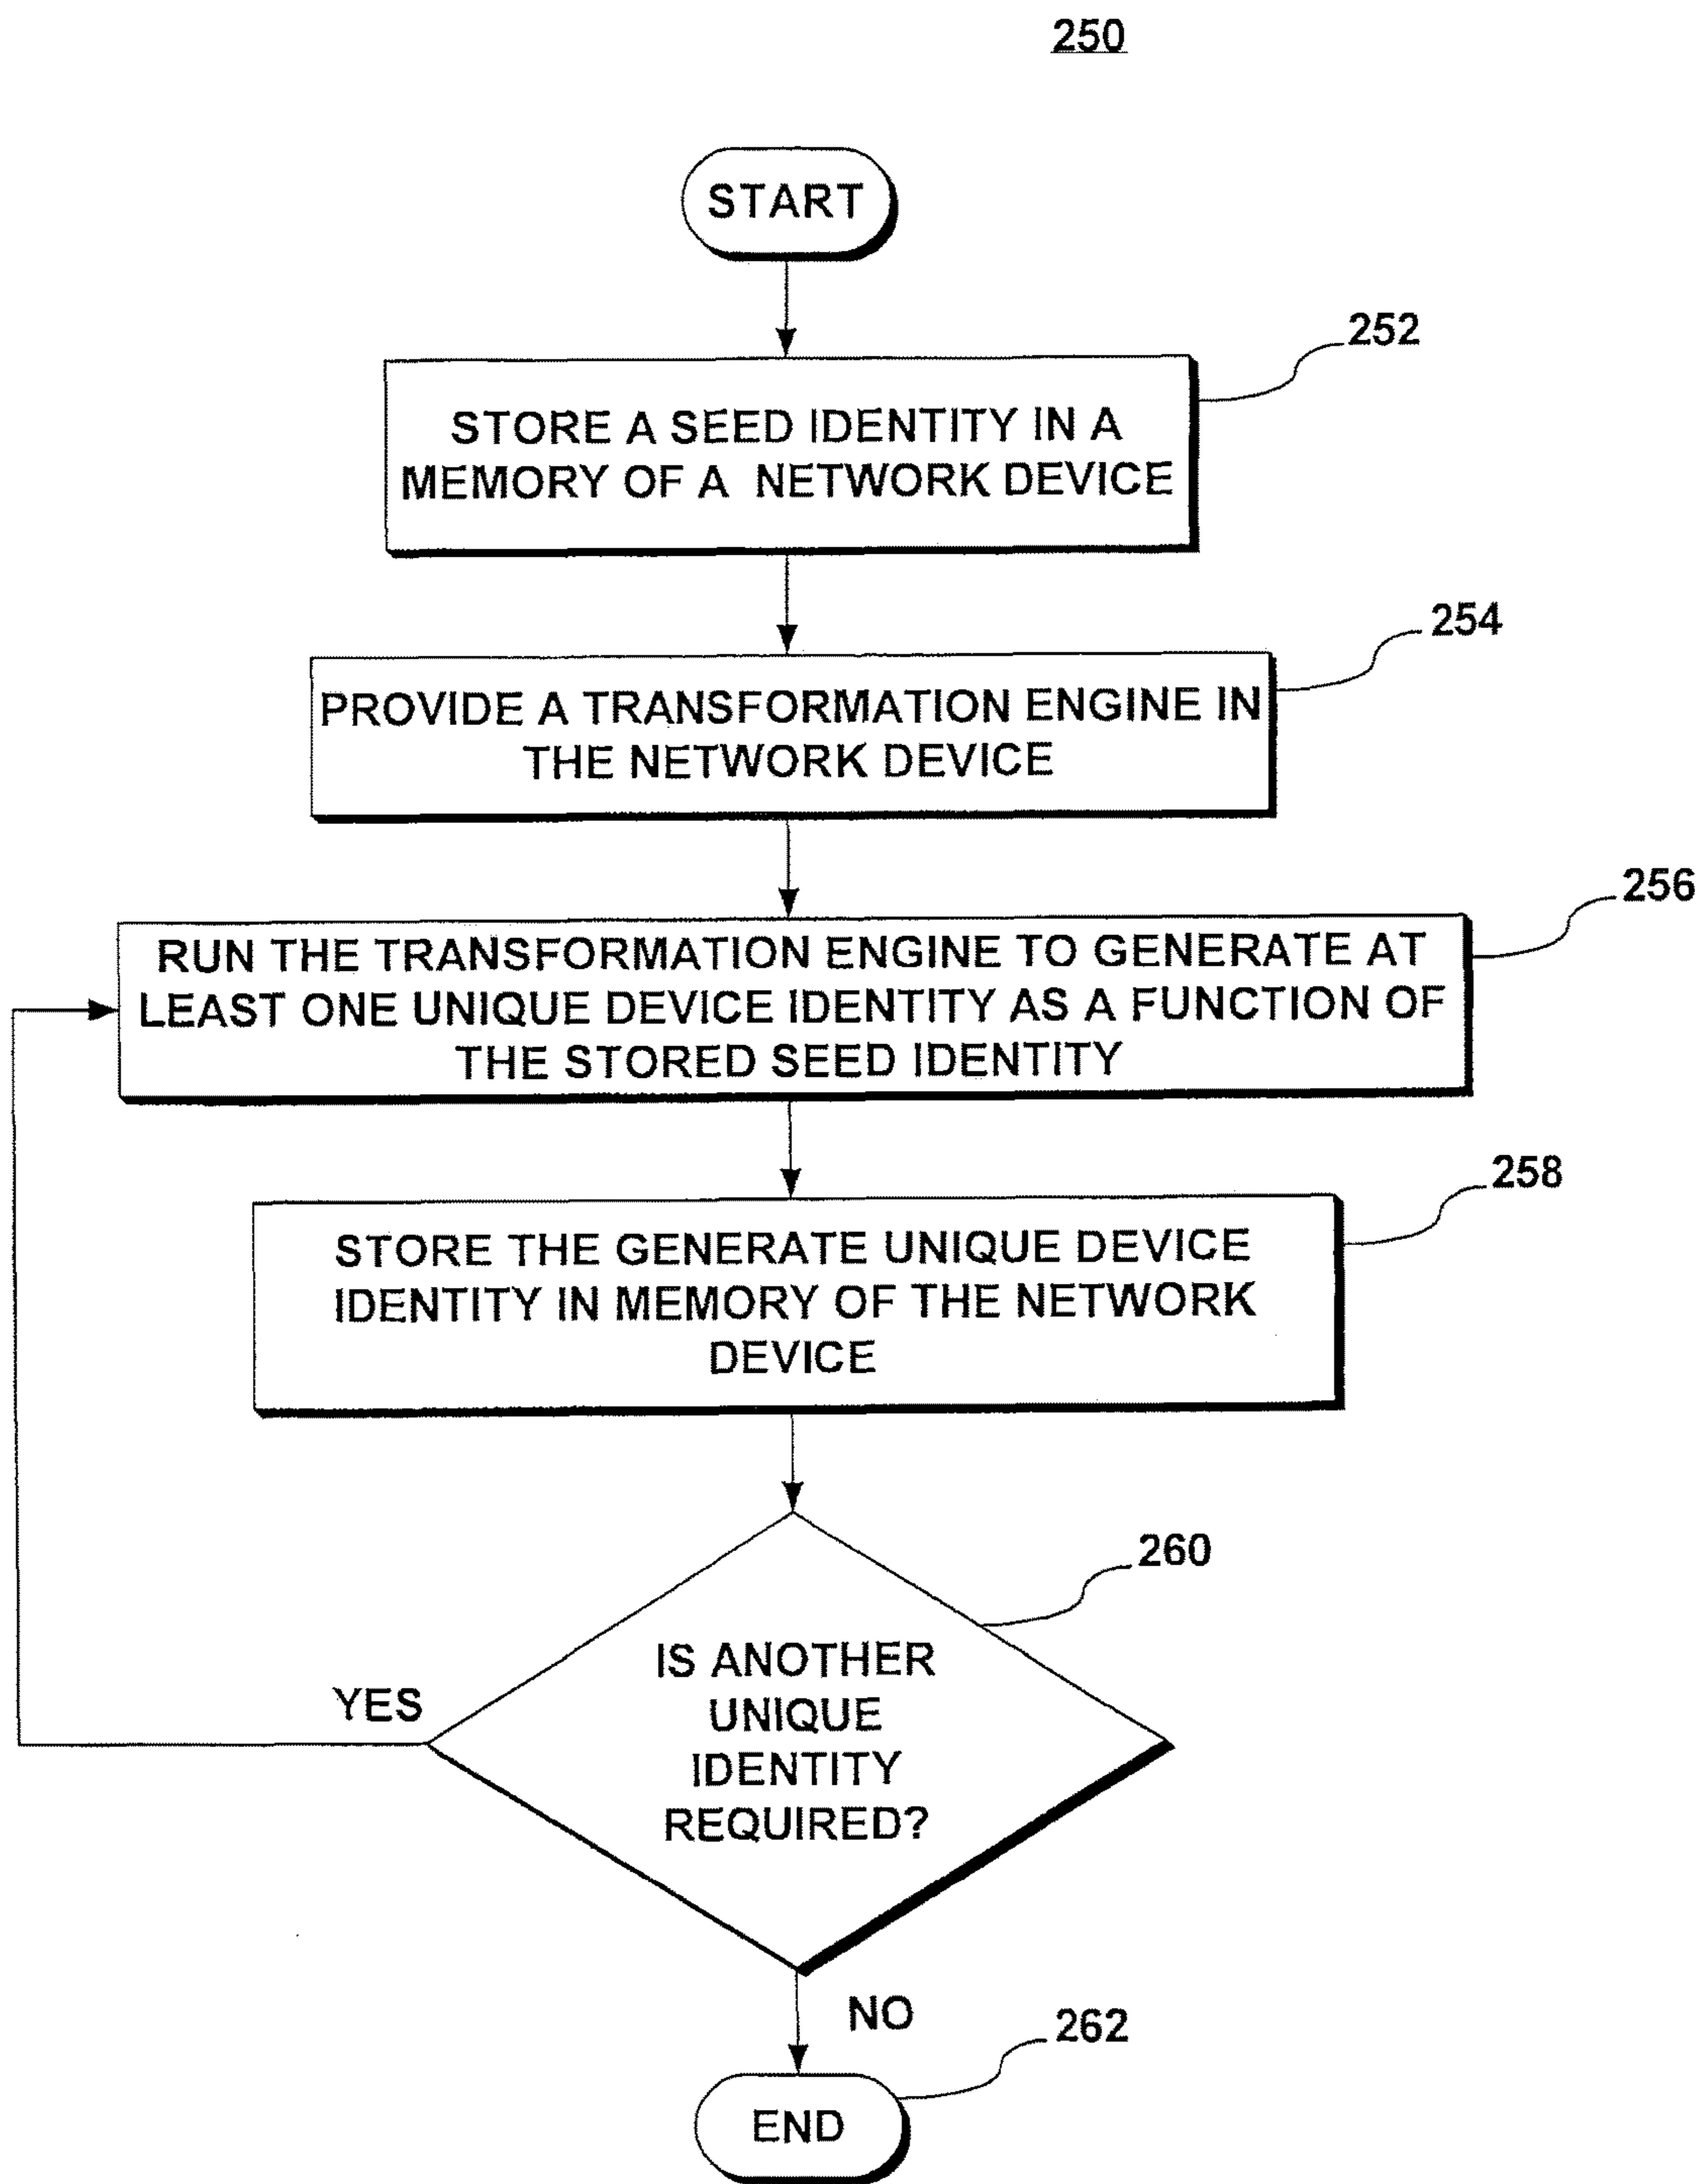 250
START
252
STORE A SEED IDENTITY IN A
MEMORY OF A NETWORK DEVICE
254
PROVIDE A TRANSFORMATION ENGINE IN
THE NETWORK DEVICE
256
RUN THE TRANSFORMATION ENGINE TO GENERATE AT
LEAST ONE UNIQUE DEVICE IDENTITY AS A FUNCTION OF
THE STORED SEED IDENTITY
258
STORE THE GENERATE UNIQUE DEVICE
IDENTITY IN MEMORY OF THE NETWORK
DEVICE
260
IS ANOTHER
UNIQUE
IDENTITY
REQUIRED?
YES
NO
262
END